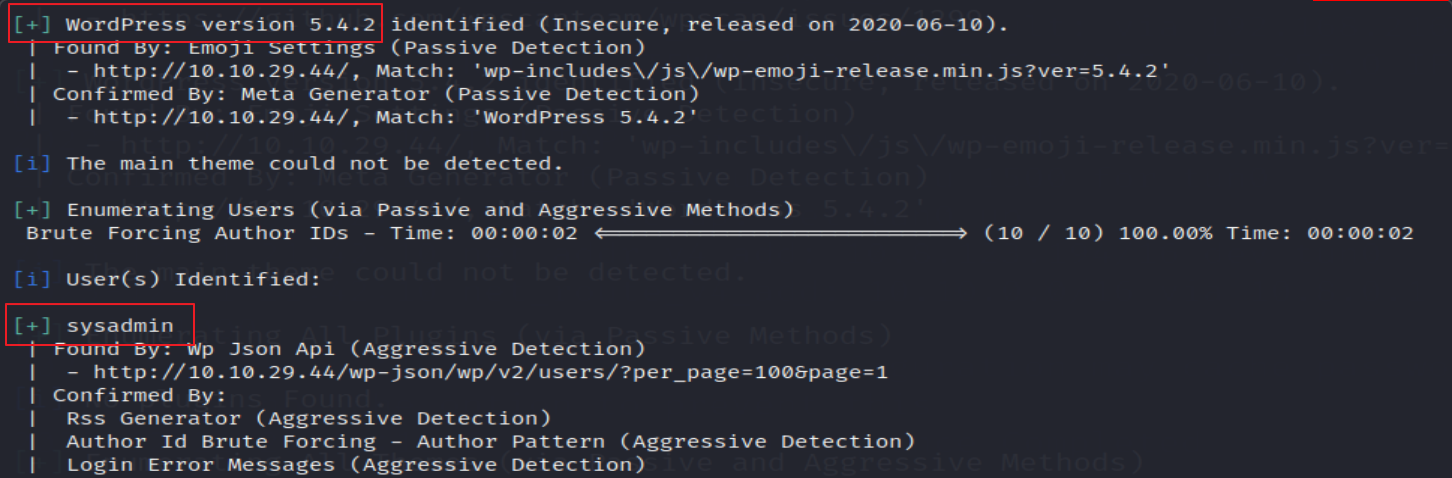 [+] WordPress version 5.4.2 identified (Insecure, released on 2020-06-10).
| Found By: Emoji Settings (Passive Detection)
|  - http://10.10.29.44/, Match: 'wp-includes\/js\/wp-emoji-release.min.js?ver=5.4.2'
| Confirmed By: Meta Generator (Passive Detection)
|  - http://10.10.29.44/, Match: 'WordPress 5.4.2'
[i] The main theme could not be detected.
[+] Enumerating Users (via Passive and Aggressive Methods)
Brute Forcing Author IDs - Time: 00:00:02 <==============================> (10 / 10) 100.00% Time: 00:00:02
[i] User(s) Identified:
[+] sysadmin
| Found By: Wp Json Api (Aggressive Detection)
|  - http://10.10.29.44/wp-json/wp/v2/users/?per_page=100&page=1
| Confirmed By:
|  Rss Generator (Aggressive Detection)
|  Author Id Brute Forcing - Author Pattern (Aggressive Detection)
|  Login Error Messages (Aggressive Detection)